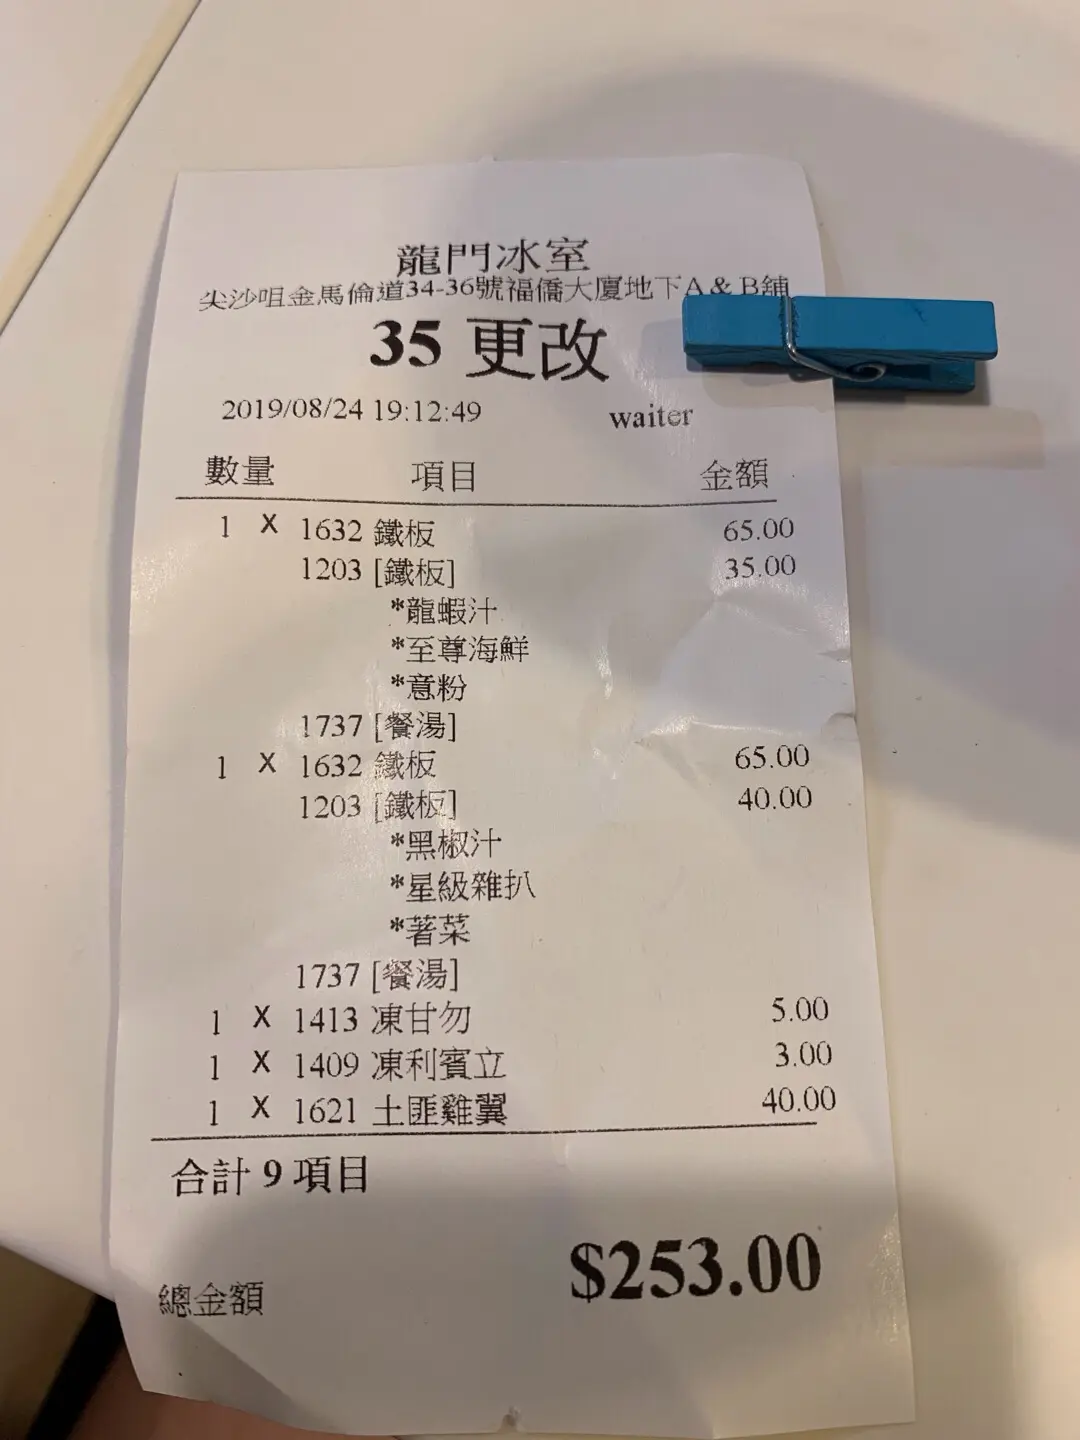 龍門冰室
尖沙咀金馬倫道34-36號福僑大廈地下A & B舖
35 更改
2019/08/24 19:12:49 waiter
數量 項目 金額
1 X 1632 鐵板 65.00
1203 [鐵板] 35.00
*龍蝦汁
*至尊海鮮
*意粉
1737 [餐湯]
1 X 1632 鐵板 65.00
1203 [鐵板] 40.00
*黑椒汁
*星級雜扒
*著菜
1737 [餐湯]
1 X 1413 凍甘勿 5.00
1 X 1409 凍利賓立 3.00
1 X 1621 土匪雞翼 40.00
合計 9 項目
總金額 $253.00